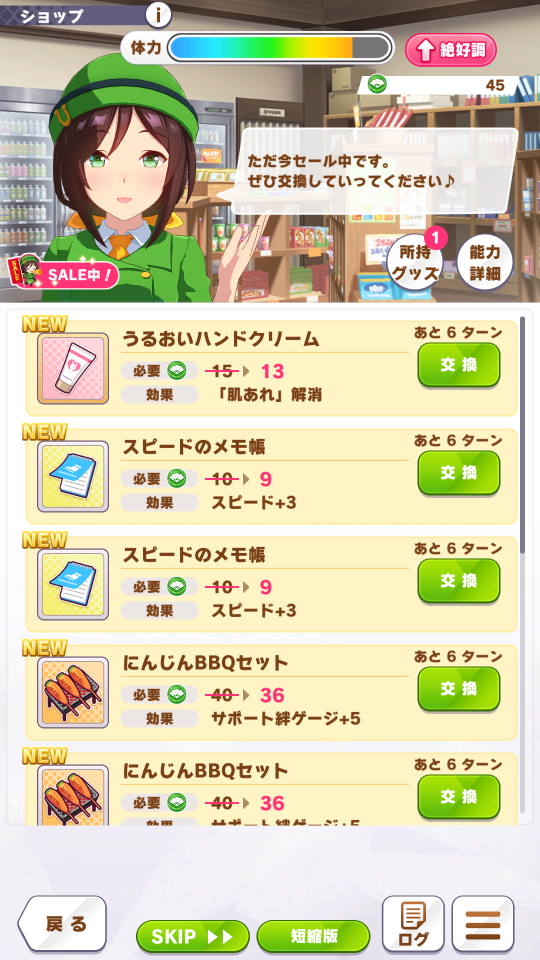 ショップ
i
体力
絶好調
45
ただ今セール中です。
ぜひ交換していってください♪
所持
グッズ
1
能力
詳細
SALE
SALE中！
NEW
うるおいハンドクリーム
あと 6 ターン
必要 15 13
交換
効果 「肌あれ」解消
NEW
スピードのメモ帳
あと 6 ターン
必要 10 9
交換
効果 スピード+3
NEW
スピードのメモ帳
あと 6 ターン
必要 10 9
交換
効果 スピード+3
NEW
にんじんBBQセット
あと 6 ターン
必要 40 36
交換
効果 サポート絆ゲージ+5
NEW
にんじんBBQセット
あと 6 ターン
必要 40 36
交換
効果 サポート絆ゲージ+5
戻る
SKIP
短縮版
ログ